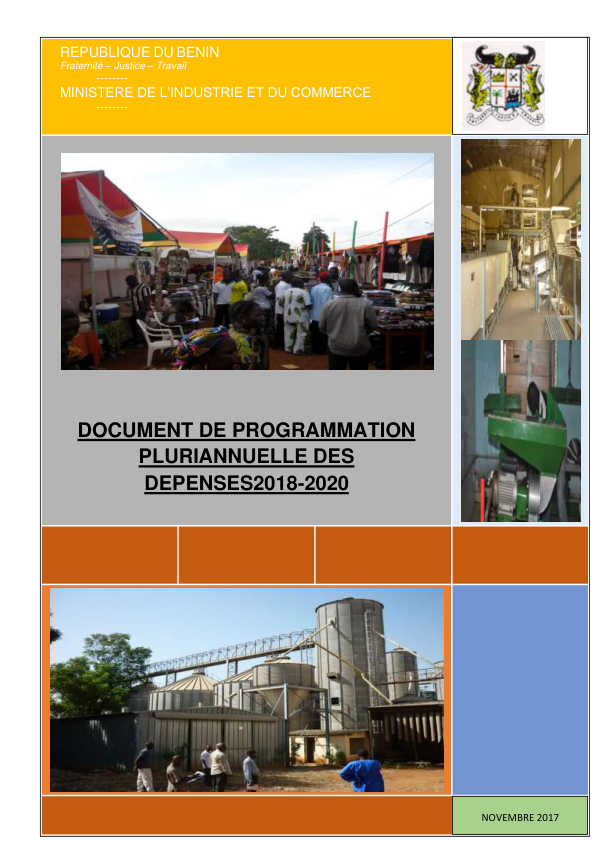 REPUBLIQUE DU BENIN
Fraternité – Justice – Travail
--------
MINISTERE DE L'INDUSTRIE ET DU COMMERCE
--------
DOCUMENT DE PROGRAMMATION
PLURIANNUELLE DES
DEPENSES2018-2020
NOVEMBRE 2017